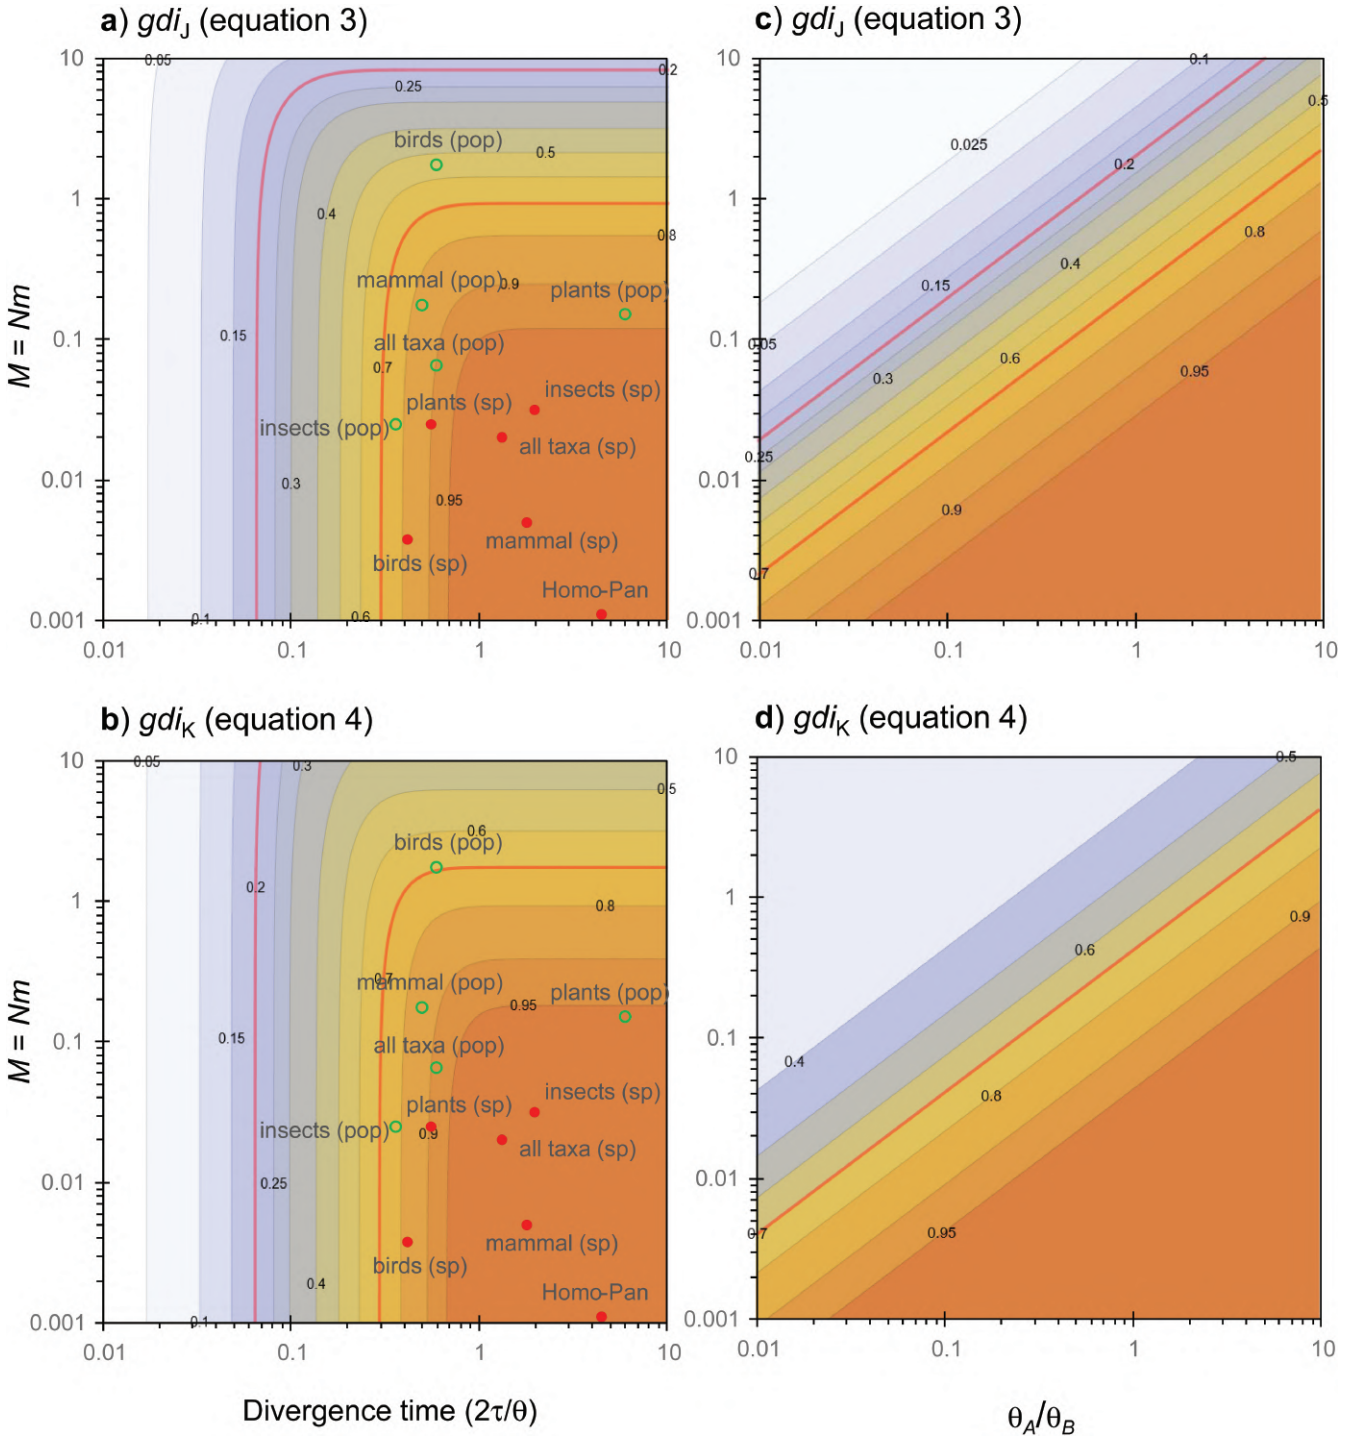 a) gdiJ (equation 3)
10
1
0.1
0.01
0.001
0.05
0.2
0.25
birds (pop)
0.5
0.4
0.8
mammal (pop)
0.9
plants (pop)
0.15
all taxa (pop)
0.7
insects (sp)
plants (sp)
insects (pop)
all taxa (sp)
0.3
0.95
mammal (sp)
birds (sp)
Homo-Pan
0.1
0.6
0.01
0.1
1
10
M = Nm
c) gdiJ (equation 3)
10
1
0.1
0.01
0.001
0.1
0.5
0.025
0.2
0.8
0.4
0.15
0.05
0.6
0.95
0.3
0.25
0.9
0.7
0.01
0.1
1
10
b) gdiK (equation 4)
10
1
0.1
0.01
0.001
0.05
0.3
0.5
0.6
birds (pop)
0.2
0.8
0.7
mammal (pop)
plants (pop)
0.95
0.15
all taxa (pop)
insects (sp)
plants (sp)
insects (pop)
0.9
all taxa (sp)
0.25
mammal (sp)
birds (sp)
0.4
Homo-Pan
0.1
0.01
0.1
1
10
M = Nm
Divergence time (2τ/θ)
d) gdiK (equation 4)
10
1
0.1
0.01
0.001
0.5
0.9
0.6
0.4
0.8
0.7
0.95
0.01
0.1
1
10
θA/θB